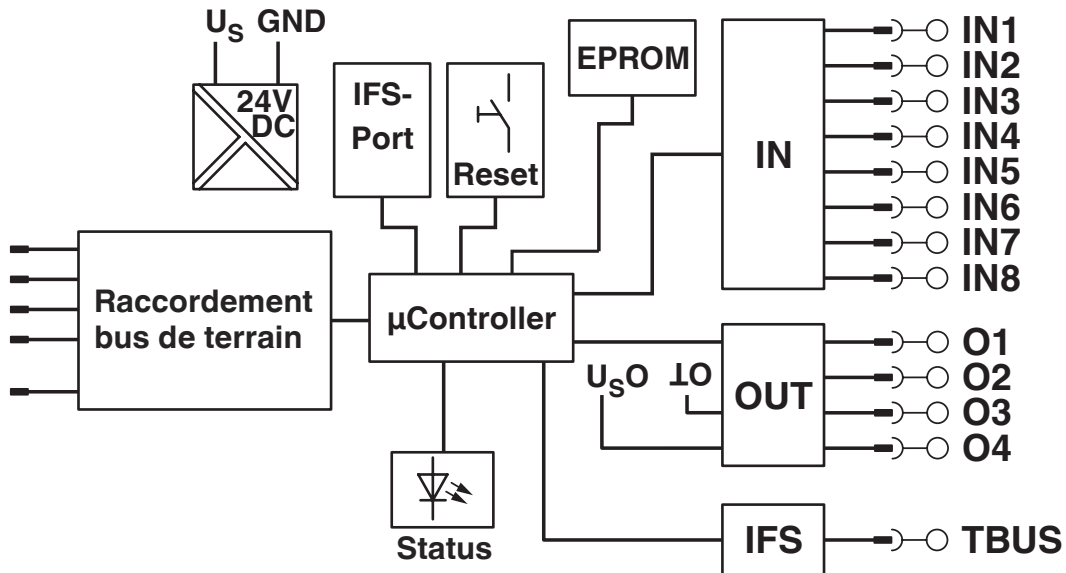 US GND
24V
DC
IFS-
Port
Reset
EPROM
IN
IN1
IN2
IN3
IN4
IN5
IN6
IN7
IN8
Raccordement
bus de terrain
µController
USO
⊥O
OUT
O1
O2
O3
O4
Status
IFS
TBUS